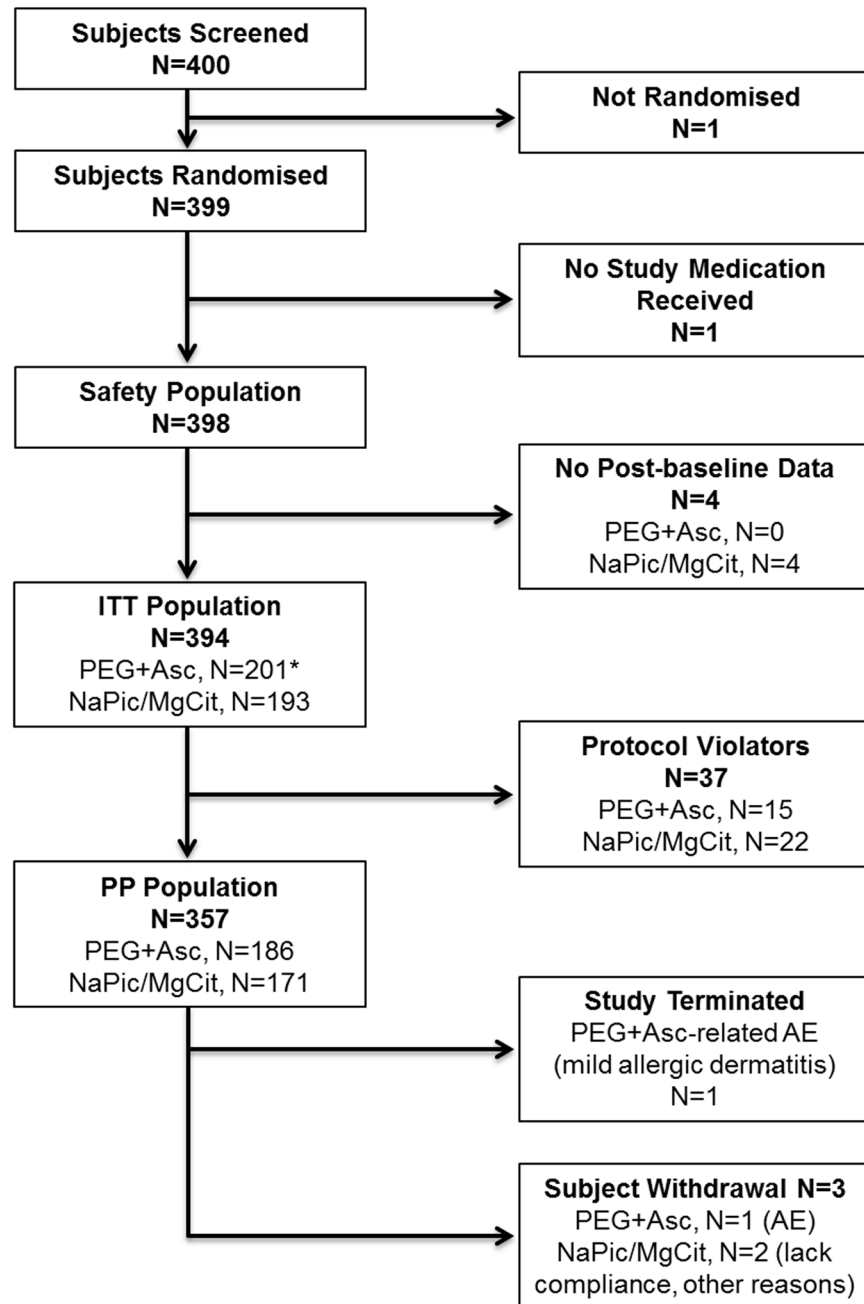 Subjects Screened
N=400
Not Randomised
N=1
Subjects Randomised
N=399
No Study Medication
Received
N=1
Safety Population
N=398
No Post-baseline Data
N=4
PEG+Asc, N=0
NaPic/MgCit, N=4
ITT Population
N=394
PEG+Asc, N=201*
NaPic/MgCit, N=193
Protocol Violators
N=37
PEG+Asc, N=15
NaPic/MgCit, N=22
PP Population
N=357
PEG+Asc, N=186
NaPic/MgCit, N=171
Study Terminated
PEG+Asc-related AE
(mild allergic dermatitis)
N=1
Subject Withdrawal N=3
PEG+Asc, N=1 (AE)
NaPic/MgCit, N=2 (lack
compliance, other reasons)